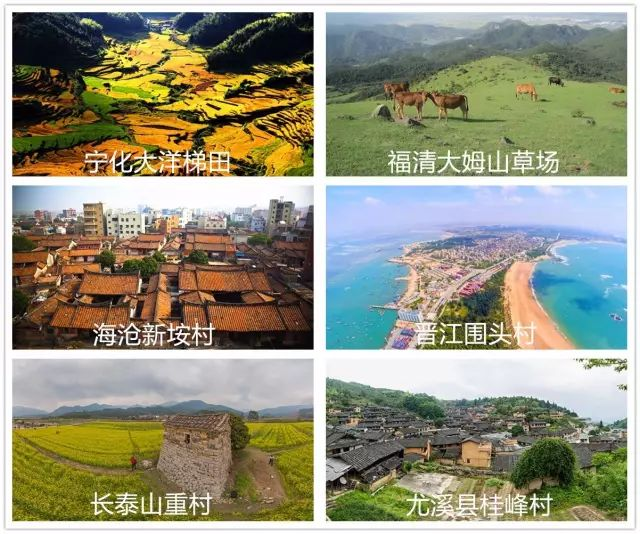 宁化大洋梯田
福清大姆山草场
海沧新垵村
晋江围头村
长泰山重村
尤溪县桂峰村